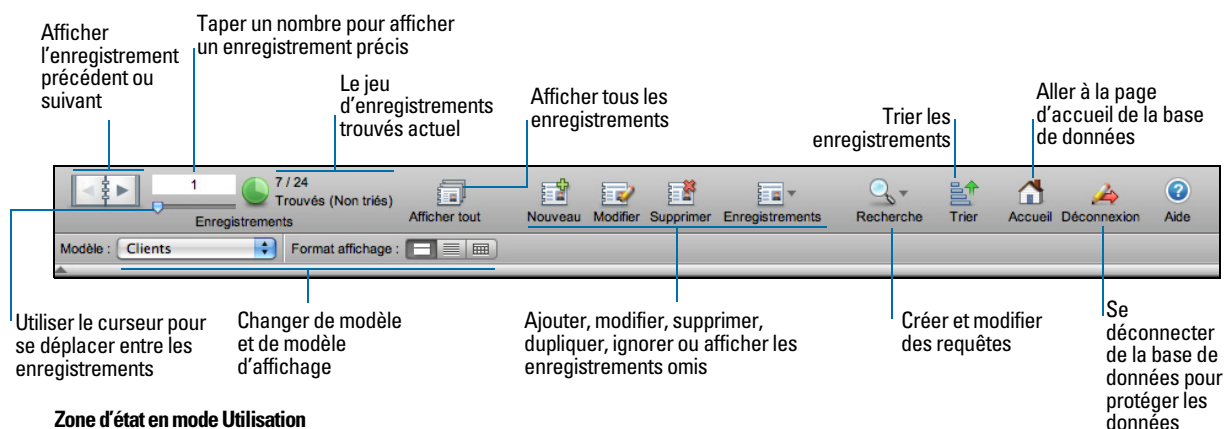 Afficher
l'enregistrement
précédent ou
suivant
Taper un nombre pour afficher
un enregistrement précis
Le jeu
d'enregistrements
trouvés actuel
Afficher tous les
enregistrements
Trier les
enregistrements
Aller à la page
d'accueil de la base
de données
1
7 / 24
Trouvés (Non triés)
Enregistrements
Afficher tout
Nouveau
Modifier
Supprimer
Enregistrements
Recherche
Trier
Accueil
Déconnexion
Aide
Modèle :
Clients
Format affichage :
Utiliser le curseur pour
se déplacer entre les
enregistrements
Changer de modèle
et de modèle
d'affichage
Ajouter, modifier, supprimer,
dupliquer, ignorer ou afficher les
enregistrements omis
Créer et modifier
des requêtes
Se
déconnecter
de la base de
données pour
protéger les
données
Zone d'état en mode Utilisation